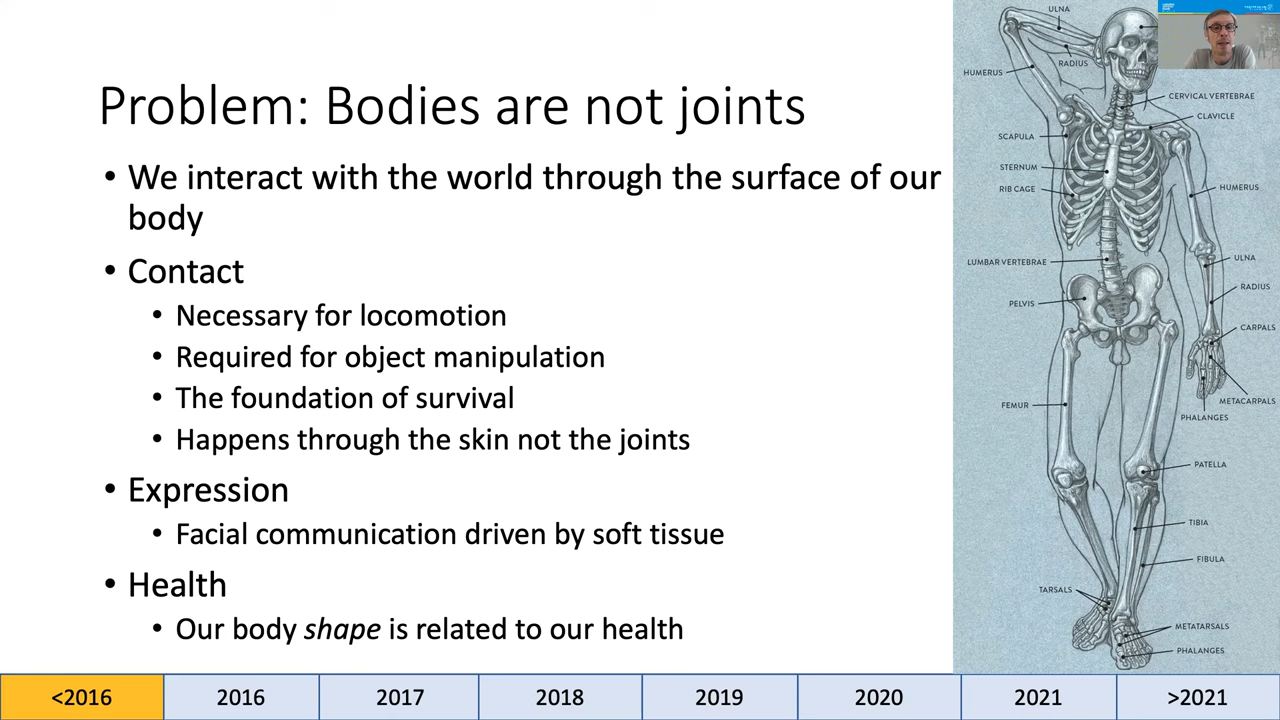 Problem: Bodies are not joints
• We interact with the world through the surface of our
body
• Contact
• Necessary for locomotion
• Required for object manipulation
• The foundation of survival
• Happens through the skin not the joints
• Expression
• Facial communication driven by soft tissue
• Health
• Our body shape is related to our health
ULNA
RADIUS
HUMERUS
CERVICAL VERTEBRAE
CLAVICLE
SCAPULA
STERNUM
RIB CAGE
HUMERUS
LUMBAR VERTEBRAE
ULNA
RADIUS
PELVIS
CARPALS
METACARPALS
FEMUR
PHALANGES
PATELLA
TIBIA
FIBULA
TARSALS
METATARSALS
PHALANGES
<2016 2016 2017 2018 2019 2020 2021 >2021